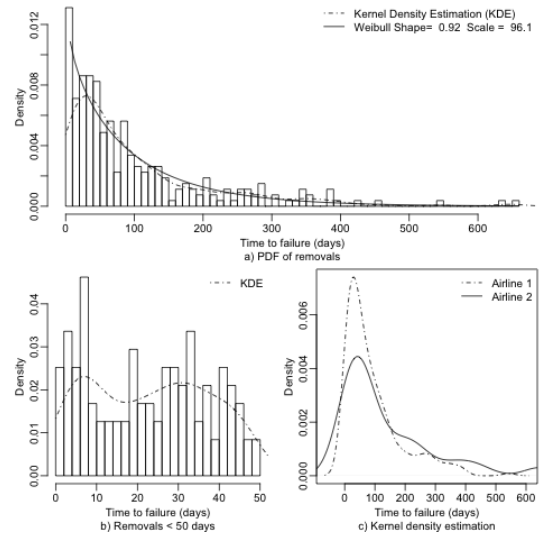 Kernel Density Estimation (KDE)
Weibull Shape= 0.92 Scale = 96.1
Density
0.000 0.004 0.008 0.012
0 100 200 300 400 500 600
Time to failure (days)
a) PDF of removals
KDE
Density
0.00 0.01 0.02 0.03 0.04
0 10 20 30 40 50
Time to failure (days)
b) Removals < 50 days
Airline 1
Airline 2
Density
0.000 0.002 0.004 0.006
0 100 200 300 400 500 600
Time to failure (days)
c) Kernel density estimation